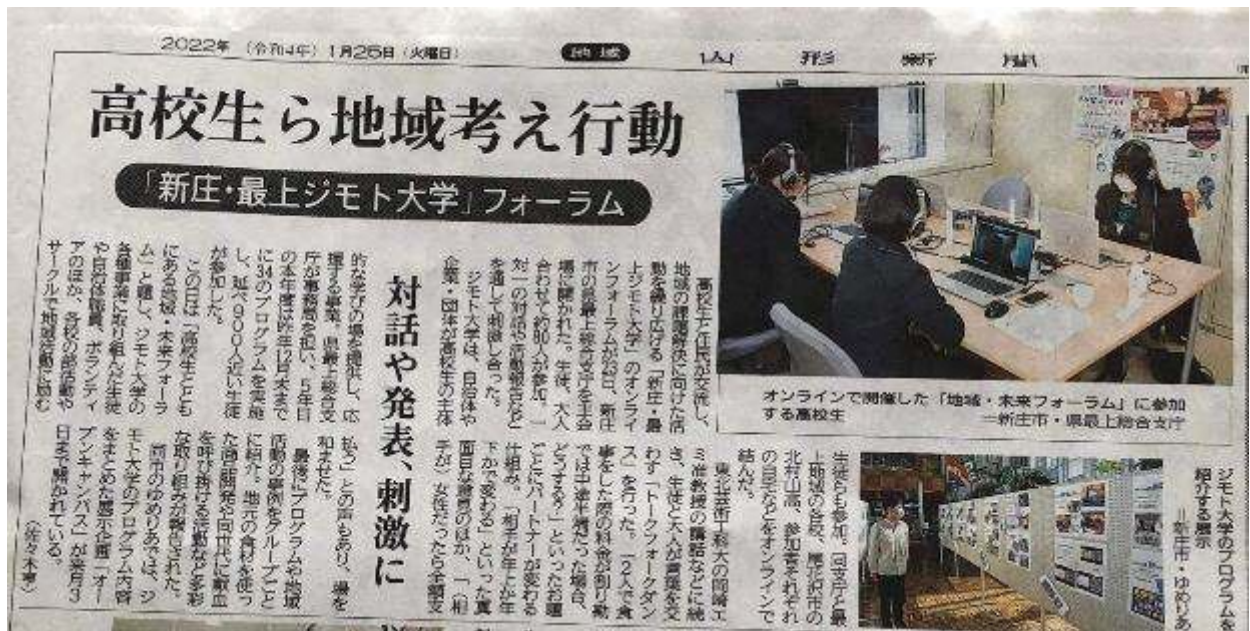 2022年（令和4年）1月25日（火曜日）
地域
山形新聞
高校生ら地域考え行動
「新庄・最上ジモト大学」フォーラム
対話や発表、刺激に
高校生と住民が交流し、
地域の課題解決に向けた活
動を繰り広げる「新庄・最
上ジモト大学」のオンライ
ンフォーラムが23日、新庄
市の県最上総合支庁を主会
場に開かれた。生徒、大人
合わせて約80人が参加、一
対一の対話や活動報告など
を通して刺激し合った。
ジモト大学は、自治体や
企業・団体が高校生の主体
的な学びの場を提供し、応
援する事業。県最上総合支
庁が事務局を担い、5年目
の本年度は昨年12月末まで
に34のプログラムを実施
し、延べ900人近い生徒
が参加した。
この日は「高校生ととも
にある地域・未来フォーラ
ム」と題し、ジモト大学の
各種事業に取り組んだ生徒
や自治体職員、ボランティ
アのほか、各校の部活動や
サークルで地域活動に励む
生徒らも参加。同支庁と最
上地域の各校、尾花沢市の
北村山高、参加者それぞれ
の自宅などをオンラインで
結んだ。
東北芸術工科大の岡崎エ
ミ准教授の講話などに続
き、生徒と大人が意見を交
わす「トークフォークダン
ス」を行った。「2人で食
事をした際の料金が割り勘
では中途半端だった場合、
どうする？」といったお題
ごとにパートナーが変わる
仕組み。「相手が年上か年
下かで変わる」といった真
面目な意見のほか、「（相
手が）女性だったら全額支
払う」との声もあり、場を
和ませた。
最後にプログラムや地域
活動の事例をグループごと
に紹介。地元の食材を使っ
た商品開発や同世代に献血
を呼び掛ける活動など多彩
な取り組みが報告された。
同市のゆめりあでは、ジ
モト大学のプログラム内容
をまとめた展示企画「オー
プンキャンパス」が来月3
日まで開かれている。
オンラインで開催した「地域・未来フォーラム」に参加
する高校生
＝新庄市・県最上総合支庁
ジモト大学のプログラムを
紹介する展示
＝新庄市・ゆめりあ